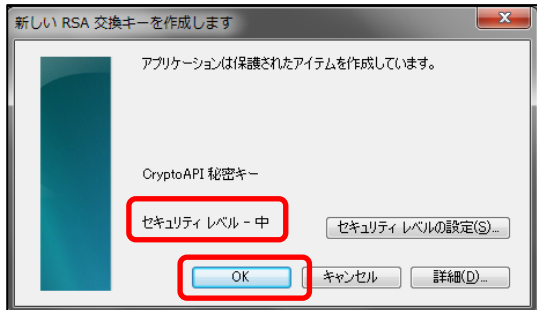 新しい RSA 交換キーを作成します
アプリケーションは保護されたアイテムを作成しています。
CryptoAPI 秘密キー
セキュリティ レベル - 中
セキュリティ レベルの設定(S)...
OK
キャンセル
詳細(D)...